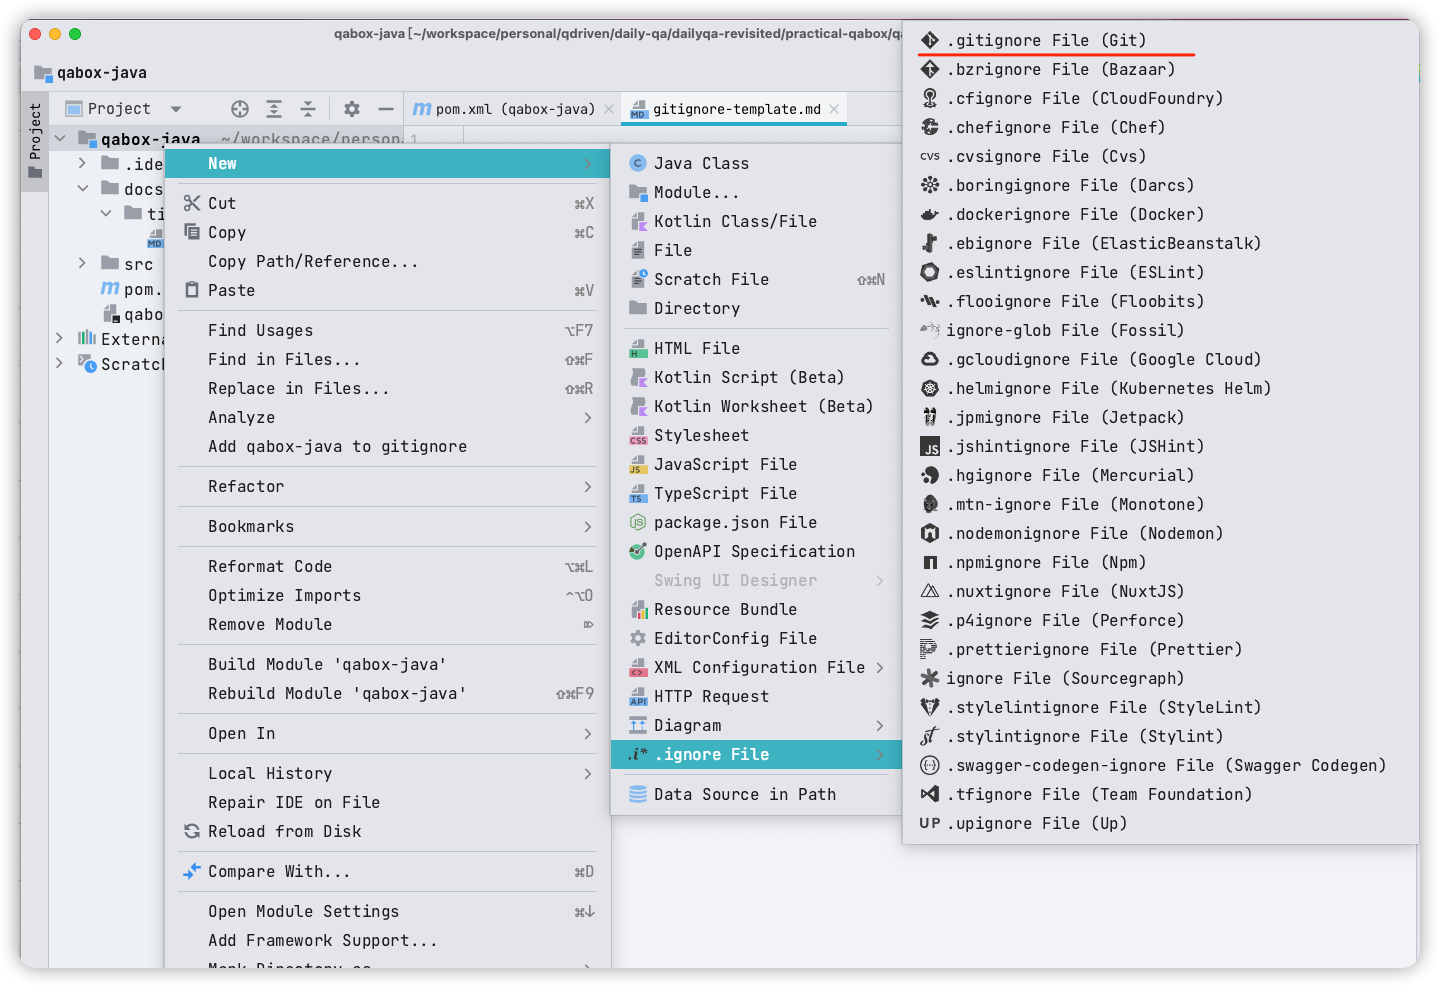 qabox-java [~/workspace/personal/qdriven/daily-qa/dailyqa-revisited/practical-qabox/qa
qabox-java
Project
Project
pom.xml (qabox-java)
gitignore-template.md
qabox-java ~/workspace/persona
1
.ide
docs
ti
MD
src
pom.
qabo
Externa
Scratch
New
Cut ⌘X
Copy ⌘C
Copy Path/Reference...
Paste ⌘V
Find Usages ⌥F7
Find in Files... ⇧⌘F
Replace in Files... ⇧⌘R
Analyze
Add qabox-java to gitignore
Refactor
Bookmarks
Reformat Code ⌥⌘L
Optimize Imports ⌃⌥O
Remove Module ⌦
Build Module 'qabox-java'
Rebuild Module 'qabox-java' ⇧⌘F9
Open In
Local History
Repair IDE on File
Reload from Disk
Compare With... ⌘D
Open Module Settings ⌘↓
Add Framework Support...
Mark Directory as
Java Class
Module...
Kotlin Class/File
File
Scratch File ⇧⌘N
Directory
HTML File
Kotlin Script (Beta)
Kotlin Worksheet (Beta)
Stylesheet
JavaScript File
TypeScript File
package.json File
OpenAPI Specification
Swing UI Designer
Resource Bundle
EditorConfig File
XML Configuration File
HTTP Request
Diagram
.i* .ignore File
Data Source in Path
.gitignore File (Git)
.bzrignore File (Bazaar)
.cfignore File (CloudFoundry)
.chefignore File (Chef)
CVS .cvsignore File (Cvs)
.boringignore File (Darcs)
.dockerignore File (Docker)
.ebignore File (ElasticBeanstalk)
.eslintignore File (ESLint)
.flooignore File (Floobits)
ignore-glob File (Fossil)
.gcloudignore File (Google Cloud)
.helmignore File (Kubernetes Helm)
.jpmignore File (Jetpack)
JS .jshintignore File (JSHint)
.hgignore File (Mercurial)
.mtn-ignore File (Monotone)
.nodemonignore File (Nodemon)
.npmignore File (Npm)
.nuxtignore File (NuxtJS)
.p4ignore File (Perforce)
.prettierignore File (Prettier)
ignore File (Sourcegraph)
.stylelintignore File (StyleLint)
.stylintignore File (Stylint)
.swagger-codegen-ignore File (Swagger Codegen)
.tfignore File (Team Foundation)
UP .upignore File (Up)